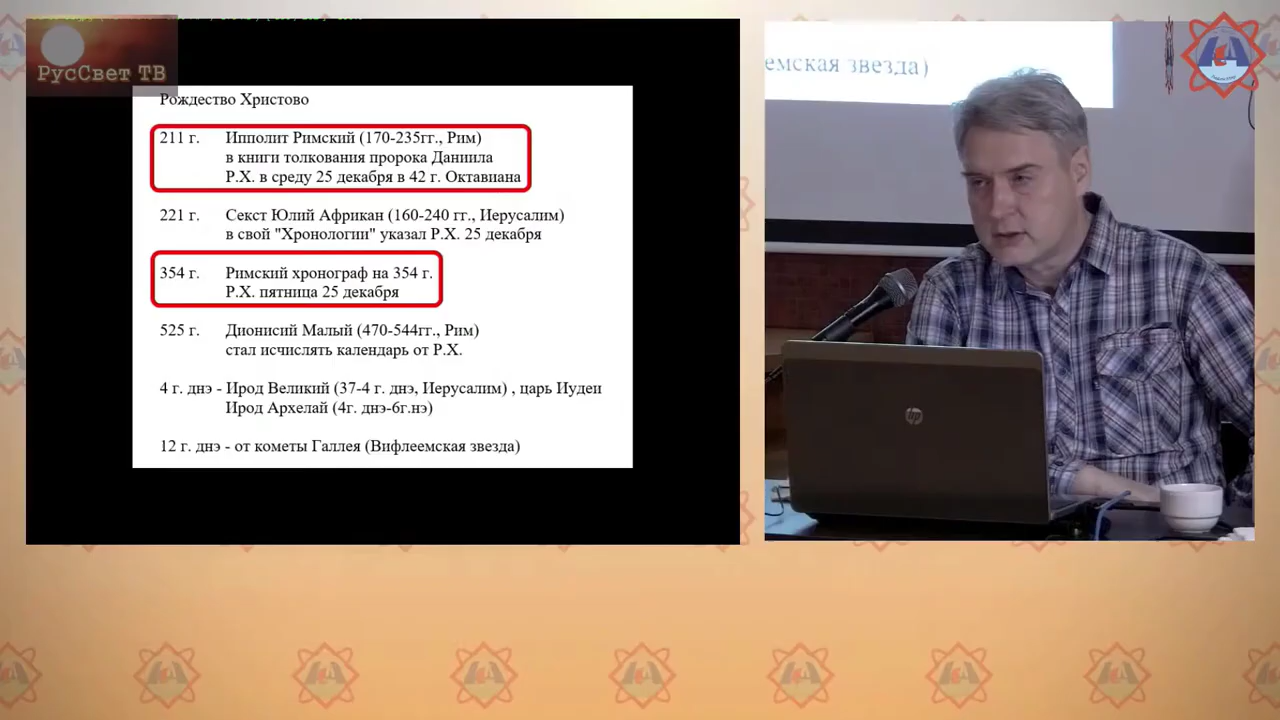 РусСвет ТВ
Рождество Христово
211 г. Ипполит Римский (170-235гг., Рим)
в книги толкования пророка Даниила
Р.Х. в среду 25 декабря в 42 г. Октавиана
221 г. Секст Юлий Африкан (160-240 гг., Иерусалим)
в свой "Хронологии" указал Р.Х. 25 декабря
354 г. Римский хронограф на 354 г.
Р.Х. пятница 25 декабря
525 г. Дионисий Малый (470-544гг., Рим)
стал исчислять календарь от Р.Х.
4 г. днэ - Ирод Великий (37-4 г. днэ, Иерусалим) , царь Иудеи
Ирод Архелай (4г. днэ-6г.нэ)
12 г. днэ - от кометы Галлея (Вифлеемская звезда)
емская звезда)
hp